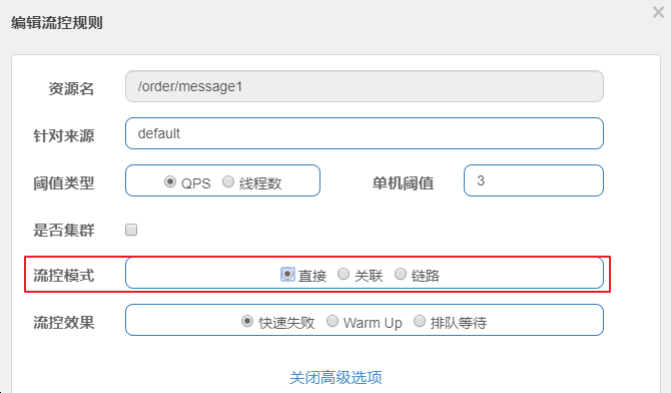 编辑流控规则 ×
资源名 /order/message1
针对来源 default
阈值类型 QPS 线程数 单机阈值 3
是否集群
流控模式 直接 关联 链路
流控效果 快速失败 Warm Up 排队等待
关闭高级选项